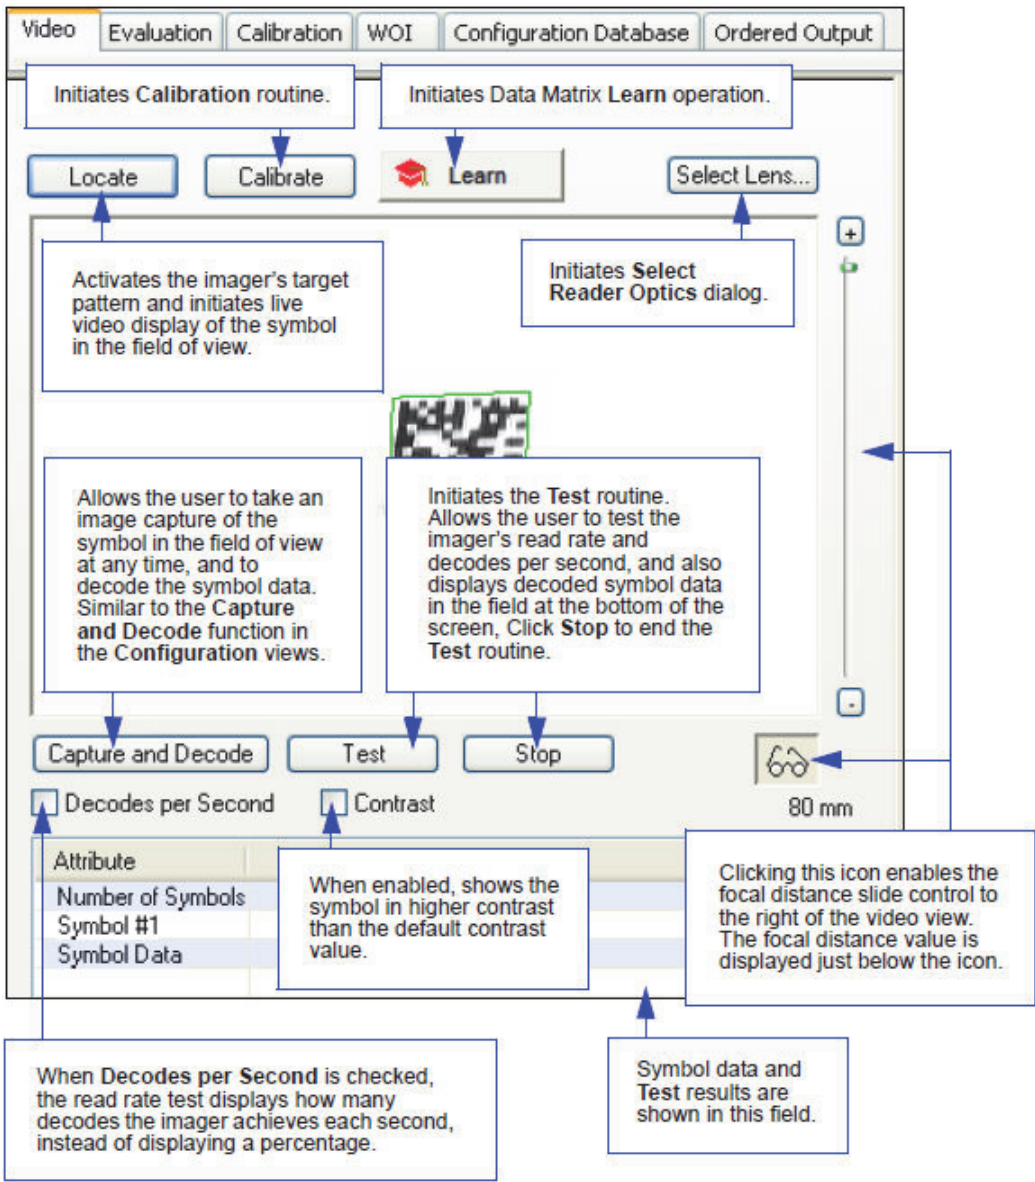 Video Evaluation Calibration WOI Configuration Database Ordered Output
Initiates Calibration routine.
Initiates Data Matrix Learn operation.
Locate Calibrate Learn Select Lens...
+
Activates the imager's target
pattern and initiates live
video display of the symbol
in the field of view.
Initiates Select
Reader Optics dialog.
Allows the user to take an
image capture of the
symbol in the field of view
at any time, and to
decode the symbol data.
Similar to the Capture
and Decode function in
the Configuration views.
Initiates the Test routine.
Allows the user to test the
imager's read rate and
decodes per second, and also
displays decoded symbol data
in the field at the bottom of the
screen, Click Stop to end the
Test routine.
-
Capture and Decode Test Stop
Decodes per Second Contrast 80 mm
Attribute
Number of Symbols
Symbol #1
Symbol Data
When enabled, shows the
symbol in higher contrast
than the default contrast
value.
Clicking this icon enables the
focal distance slide control to
the right of the video view.
The focal distance value is
displayed just below the icon.
When Decodes per Second is checked,
the read rate test displays how many
decodes the imager achieves each second,
instead of displaying a percentage.
Symbol data and
Test results are
shown in this field.